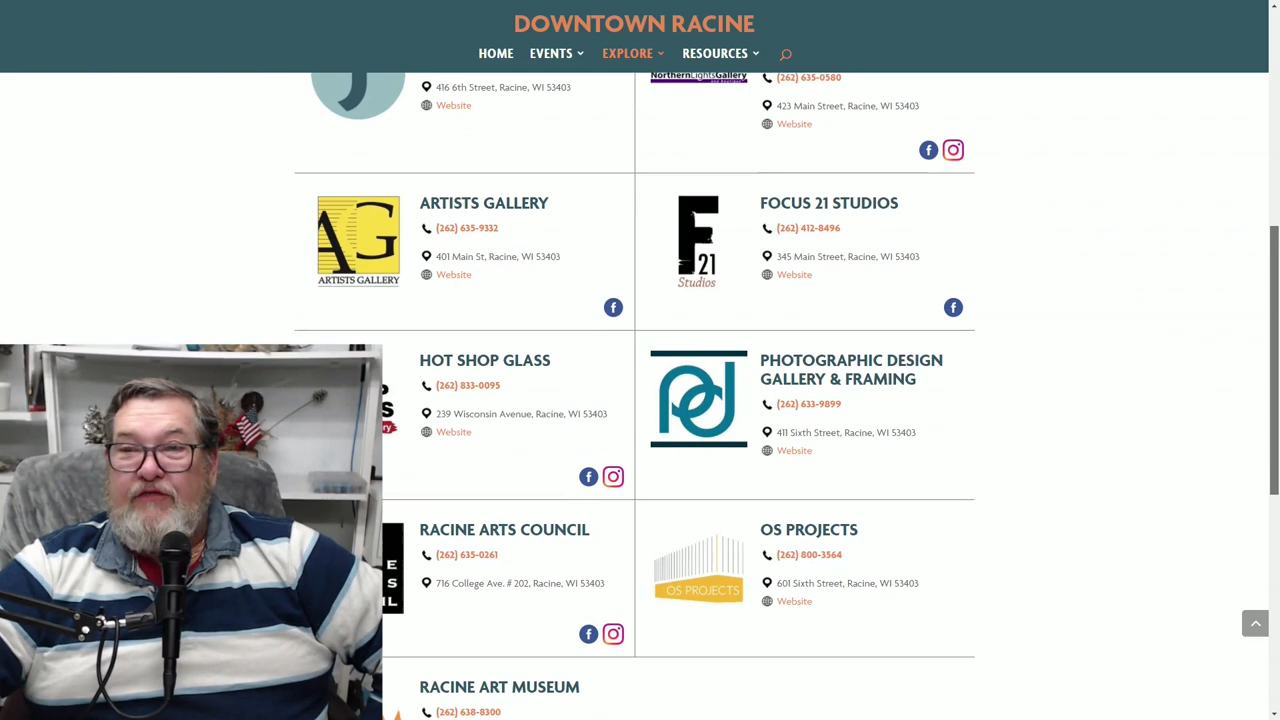 DOWNTOWN RACINE
HOME EVENTS EXPLORE RESOURCES
416 6th Street, Racine, WI 53403
Website
NorthernLightsGallery
(262) 635-0580
423 Main Street, Racine, WI 53403
Website
AG
ARTISTS GALLERY
ARTISTS GALLERY
(262) 635-9332
401 Main St, Racine, WI 53403
Website
F
21
Studios
FOCUS 21 STUDIOS
(262) 412-8496
345 Main Street, Racine, WI 53403
Website
HOT SHOP GLASS
(262) 833-0095
239 Wisconsin Avenue, Racine, WI 53403
Website
pd
PHOTOGRAPHIC DESIGN
GALLERY & FRAMING
(262) 633-9899
411 Sixth Street, Racine, WI 53403
Website
RACINE ARTS COUNCIL
(262) 635-0261
716 College Ave. # 202, Racine, WI 53403
OS PROJECTS
OS PROJECTS
(262) 800-3564
601 Sixth Street, Racine, WI 53403
Website
RACINE ART MUSEUM
(262) 638-8300